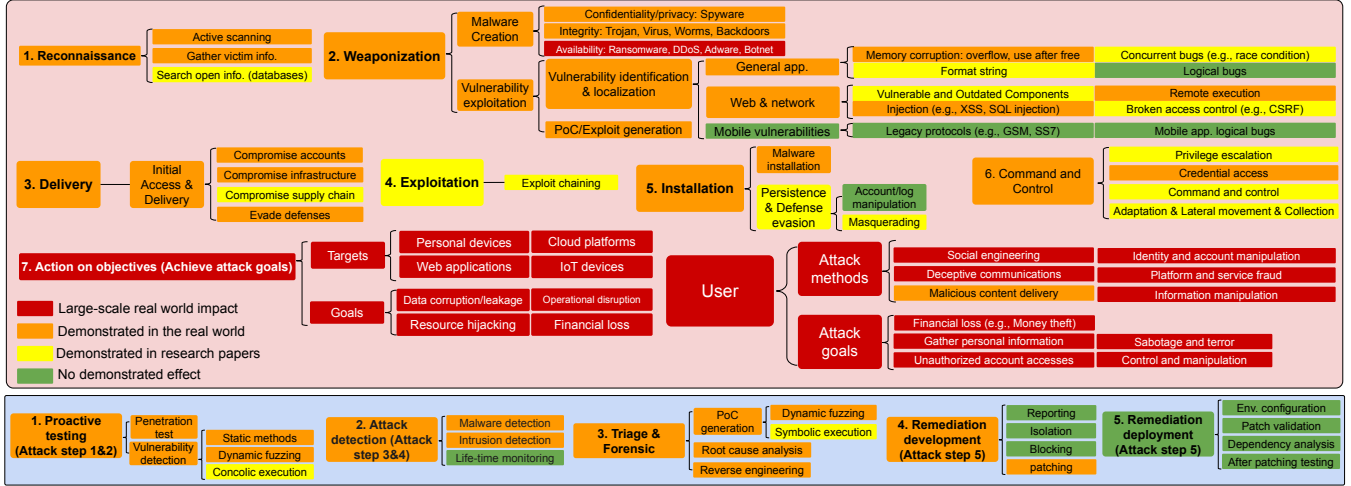 1. Reconnaissance
Active scanning
Gather victim info.
Search open info. (databases)
2. Weaponization
Malware
Creation
Confidentiality/privacy: Spyware
Integrity: Trojan, Virus, Worms, Backdoors
Availability: Ransomware, DDoS, Adware, Botnet
Vulnerability
exploitation
Vulnerability identification
& localization
PoC/Exploit generation
General app.
Memory corruption: overflow, use after free
Concurrent bugs (e.g., race condition)
Format string
Logical bugs
Web & network
Vulnerable and Outdated Components
Remote execution
Injection (e.g., XSS, SQL injection)
Broken access control (e.g., CSRF)
Mobile vulnerabilities
Legacy protocols (e.g., GSM, SS7)
Mobile app. logical bugs
3. Delivery
Initial
Access &
Delivery
Compromise accounts
Compromise infrastructure
Compromise supply chain
Evade defenses
4. Exploitation
Exploit chaining
5. Installation
Malware
installation
Persistence
& Defense
evasion
Account/log
manipulation
Masquerading
6. Command and
Control
Privilege escalation
Credential access
Command and control
Adaptation & Lateral movement & Collection
7. Action on objectives (Achieve attack goals)
Targets
Personal devices
Cloud platforms
Web applications
IoT devices
Goals
Data corruption/leakage
Operational disruption
Resource hijacking
Financial loss
User
Attack
methods
Social engineering
Identity and account manipulation
Deceptive communications
Platform and service fraud
Malicious content delivery
Information manipulation
Attack
goals
Financial loss (e.g., Money theft)
Gather personal information
Sabotage and terror
Unauthorized account accesses
Control and manipulation
Large-scale real world impact
Demonstrated in the real world
Demonstrated in research papers
No demonstrated effect
1. Proactive
testing
(Attack step 1&2)
Penetration
test
Vulnerability
detection
Static methods
Dynamic fuzzing
Concolic execution
2. Attack
detection (Attack
step 3&4)
Malware detection
Intrusion detection
Life-time monitoring
3. Triage &
Forensic
PoC
generation
Dynamic fuzzing
Symbolic execution
Root cause analysis
Reverse engineering
4. Remediation
development
(Attack step 5)
Reporting
Isolation
Blocking
patching
5. Remediation
deployment
(Attack step 5)
Env. configuration
Patch validation
Dependency analysis
After patching testing